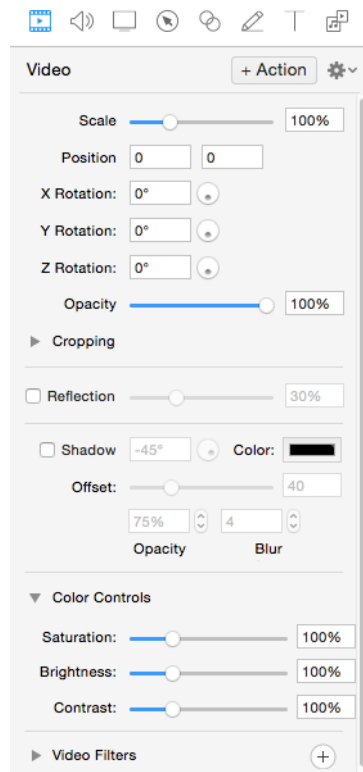 Video + Action
Scale 100%
Position 0 0
X Rotation: 0°
Y Rotation: 0°
Z Rotation: 0°
Opacity 100%
Cropping
Reflection 30%
Shadow -45° Color:
Offset: 40
75% 4
Opacity Blur
Color Controls
Saturation: 100%
Brightness: 100%
Contrast: 100%
Video Filters